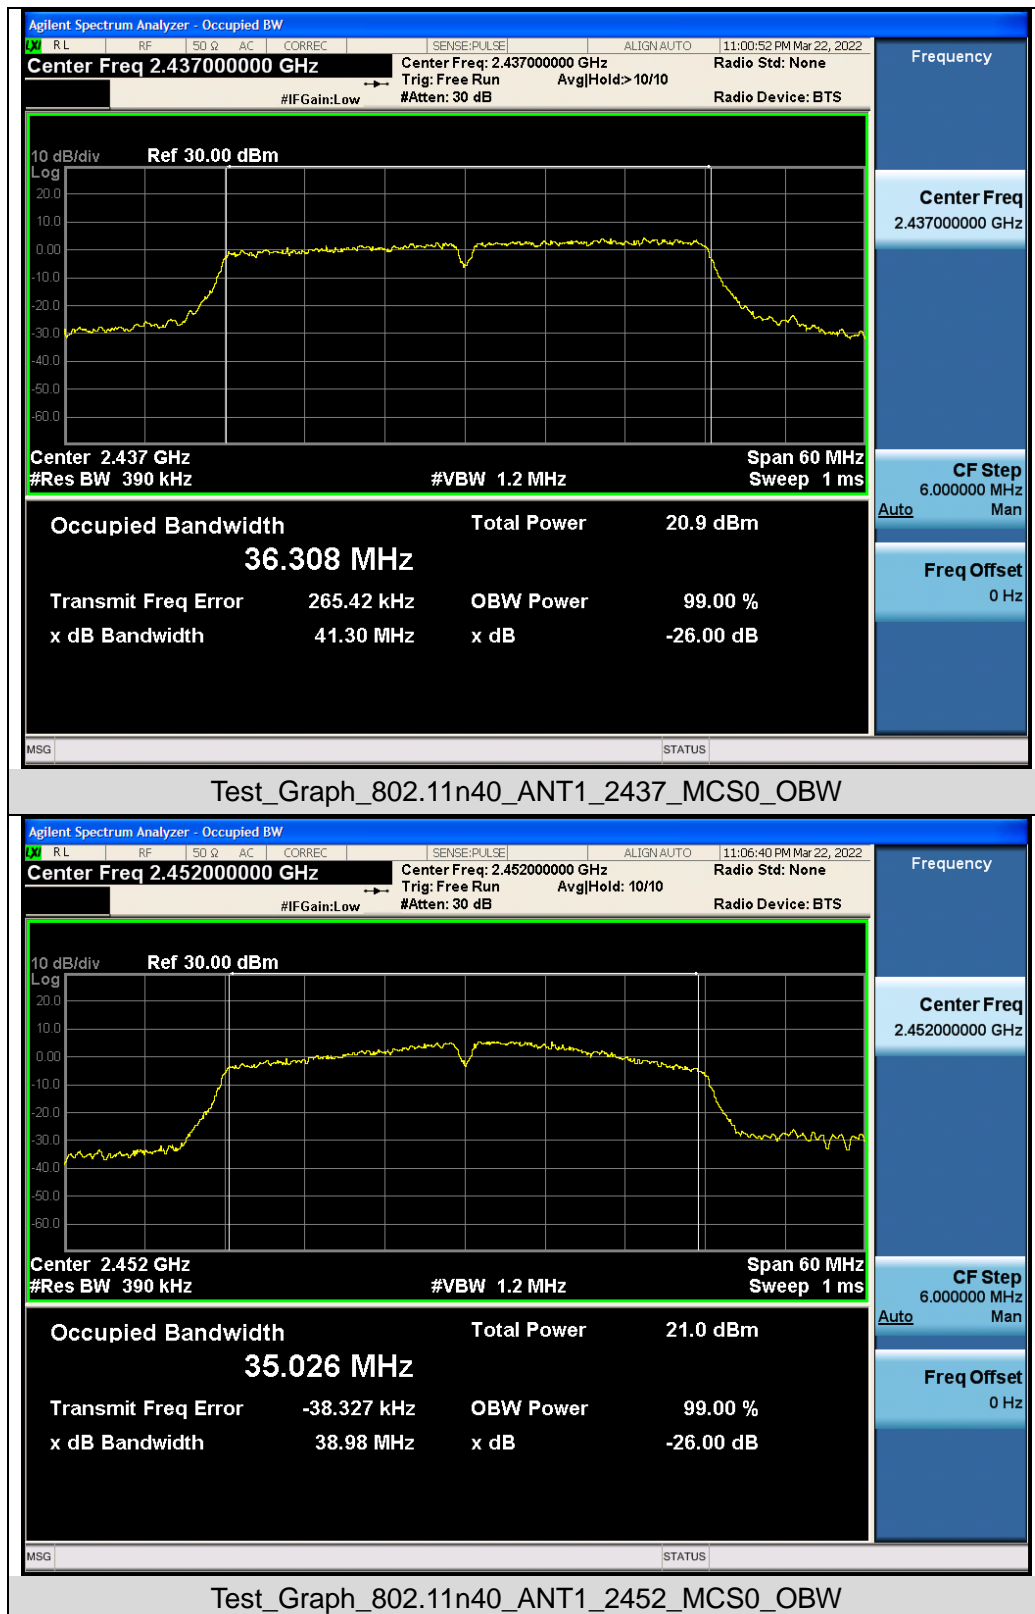 Agilent Spectrum Analyzer - Occupied BW
LXI RL RF 50 Ω AC CORREC SENSE:PULSE ALIGN AUTO 11:00:52 PM Mar 22, 2022
Center Freq 2.437000000 GHz
Center Freq: 2.437000000 GHz Radio Std: None
Trig: Free Run Avg|Hold:> 10/10
#IFGain:Low #Atten: 30 dB Radio Device: BTS
Frequency
10 dB/div Ref 30.00 dBm
Log
20.0
10.0
0.00
-10.0
-20.0
-30.0
-40.0
-50.0
-60.0
Center Freq
2.437000000 GHz
Center 2.437 GHz Span 60 MHz
#Res BW 390 kHz #VBW 1.2 MHz Sweep 1 ms
CF Step
6.000000 MHz
Auto Man
Freq Offset
0 Hz
Occupied Bandwidth Total Power 20.9 dBm
36.308 MHz
Transmit Freq Error 265.42 kHz OBW Power 99.00 %
x dB Bandwidth 41.30 MHz x dB -26.00 dB
MSG STATUS
Test_Graph_802.11n40_ANT1_2437_MCS0_OBW
Agilent Spectrum Analyzer - Occupied BW
LXI RL RF 50 Ω AC CORREC SENSE:PULSE ALIGN AUTO 11:06:40 PM Mar 22, 2022
Center Freq 2.452000000 GHz
Center Freq: 2.452000000 GHz Radio Std: None
Trig: Free Run Avg|Hold: 10/10
#IFGain:Low #Atten: 30 dB Radio Device: BTS
Frequency
10 dB/div Ref 30.00 dBm
Log
20.0
10.0
0.00
-10.0
-20.0
-30.0
-40.0
-50.0
-60.0
Center Freq
2.452000000 GHz
Center 2.452 GHz Span 60 MHz
#Res BW 390 kHz #VBW 1.2 MHz Sweep 1 ms
CF Step
6.000000 MHz
Auto Man
Freq Offset
0 Hz
Occupied Bandwidth Total Power 21.0 dBm
35.026 MHz
Transmit Freq Error -38.327 kHz OBW Power 99.00 %
x dB Bandwidth 38.98 MHz x dB -26.00 dB
MSG STATUS
Test_Graph_802.11n40_ANT1_2452_MCS0_OBW